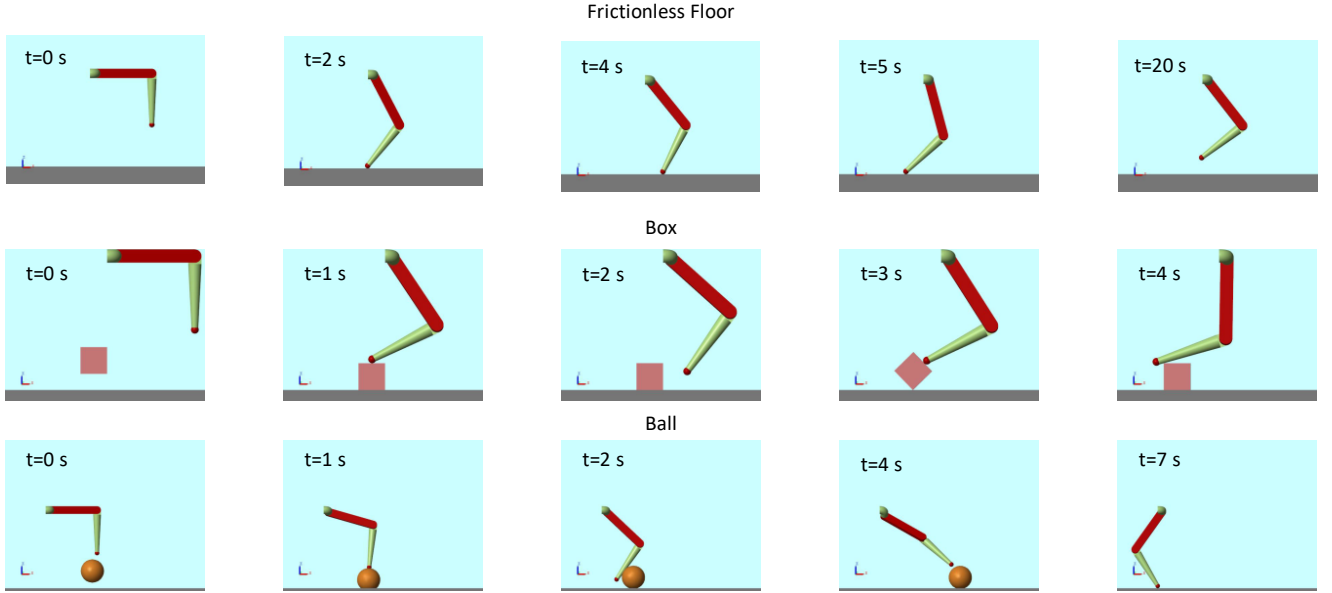 Frictionless Floor
t=0 s
t=2 s
t=4 s
t=5 s
t=20 s
Box
t=0 s
t=1 s
t=2 s
t=3 s
t=4 s
Ball
t=0 s
t=1 s
t=2 s
t=4 s
t=7 s